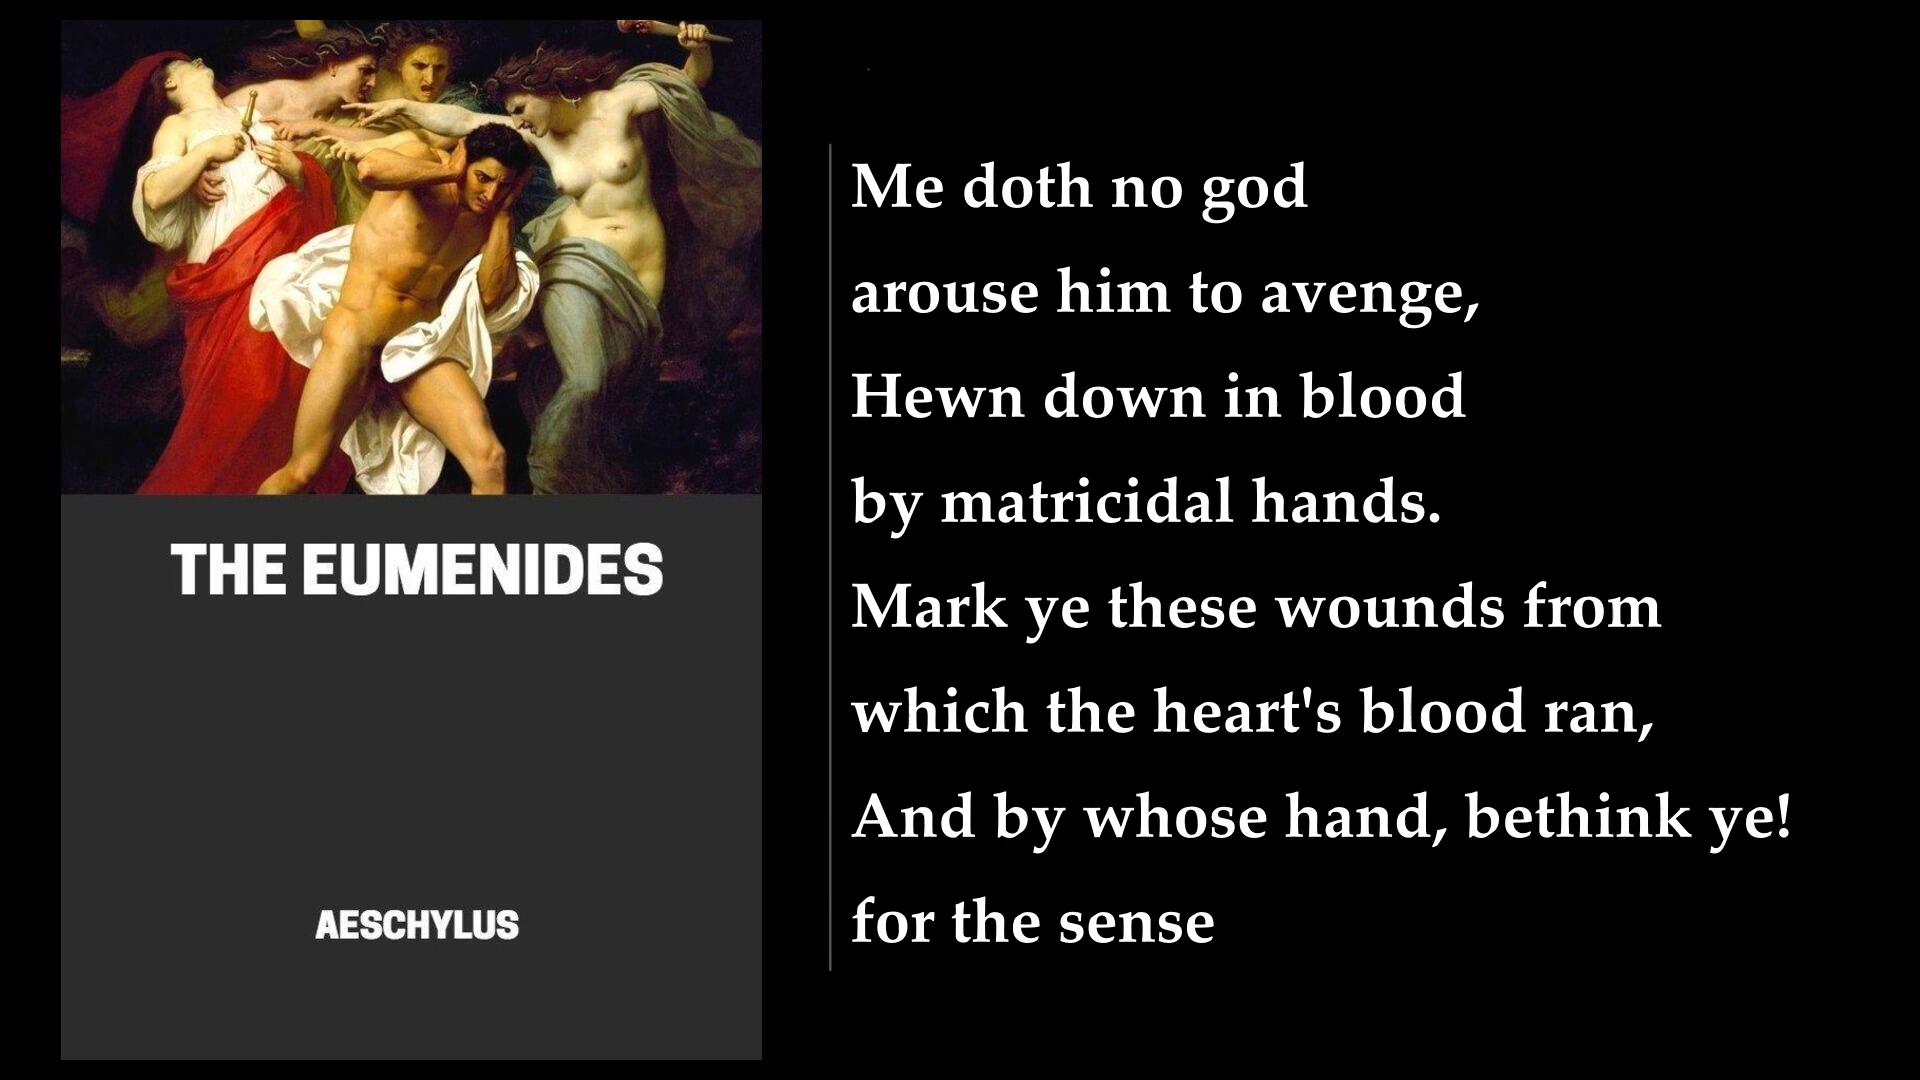 THE EUMENIDES
AESCHYLUS
Me doth no god
arouse him to avenge,
Hewn down in blood
by matricidal hands.
Mark ye these wounds from
which the heart's blood ran,
And by whose hand, bethink ye!
for the sense